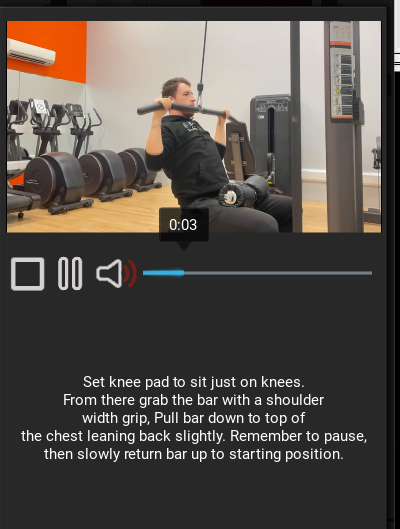 0:03
Set knee pad to sit just on knees.
From there grab the bar with a shoulder
width grip, Pull bar down to top of
the chest leaning back slightly. Remember to pause,
then slowly return bar up to starting position.